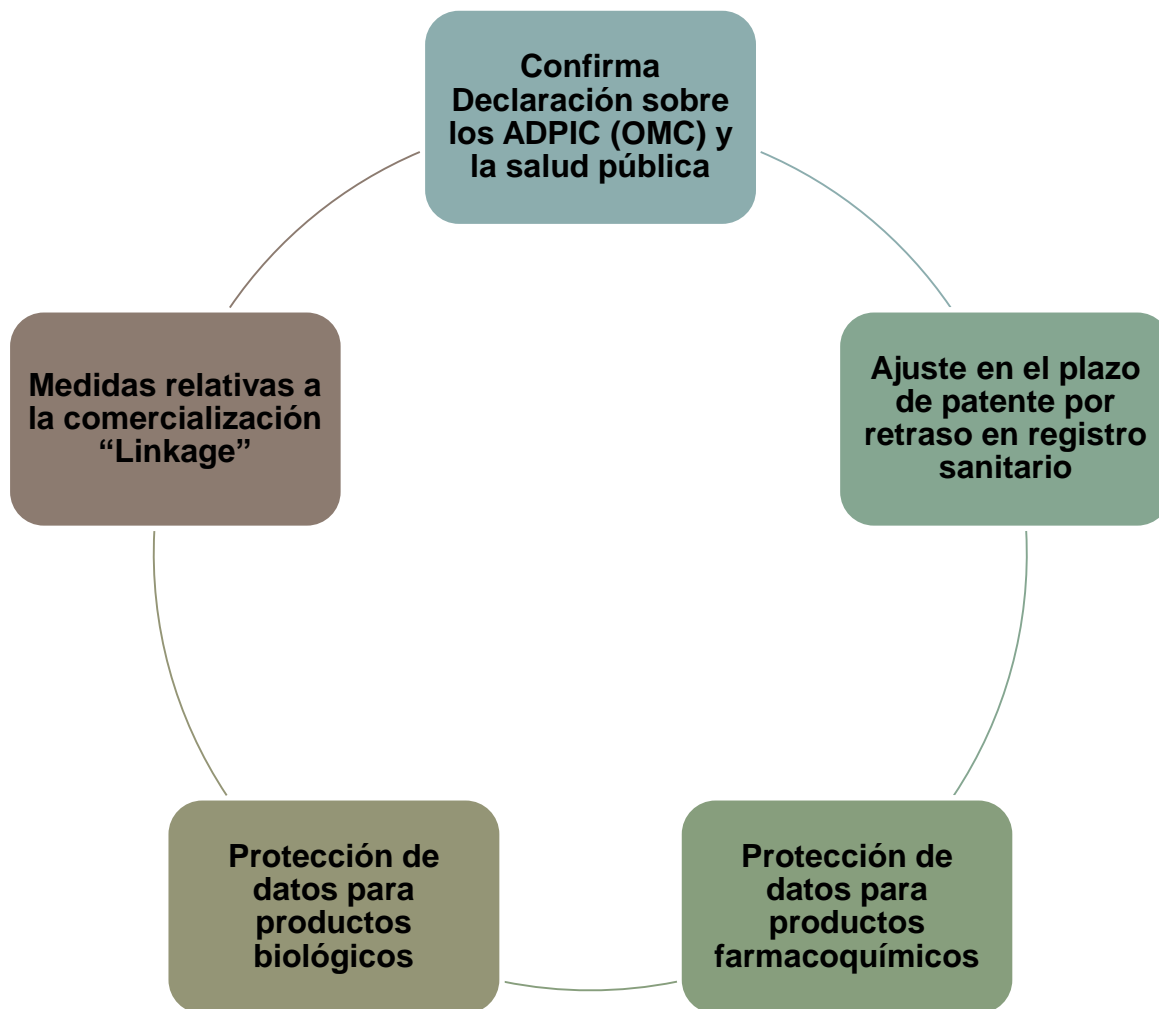 Confirma
Declaración sobre
los ADPIC (OMC) y
la salud pública
Ajuste en el plazo
de patente por
retraso en registro
sanitario
Protección de
datos para
productos
farmacoquímicos
Protección de
datos para
productos
biológicos
Medidas relativas a
la comercialización
“Linkage”